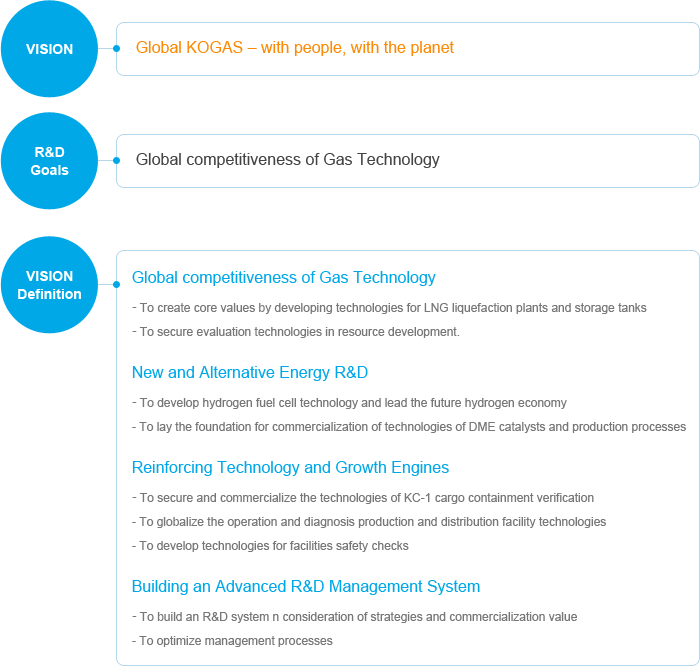 VISION
Global KOGAS – with people, with the planet
R&D
Goals
Global competitiveness of Gas Technology
VISION
Definition
Global competitiveness of Gas Technology
- To create core values by developing technologies for LNG liquefaction plants and storage tanks
- To secure evaluation technologies in resource development.
New and Alternative Energy R&D
- To develop hydrogen fuel cell technology and lead the future hydrogen economy
- To lay the foundation for commercialization of technologies of DME catalysts and production processes
Reinforcing Technology and Growth Engines
- To secure and commercialize the technologies of KC-1 cargo containment verification
- To globalize the operation and diagnosis production and distribution facility technologies
- To develop technologies for facilities safety checks
Building an Advanced R&D Management System
- To build an R&D system n consideration of strategies and commercialization value
- To optimize management processes